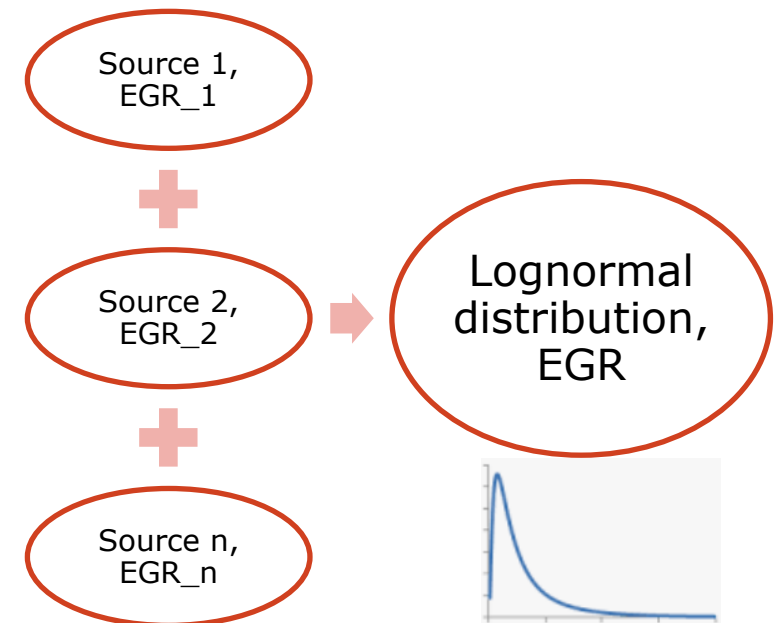 Source 1,
EGR_1
Source 2,
EGR_2
Source n,
EGR_n
Lognormal
distribution,
EGR